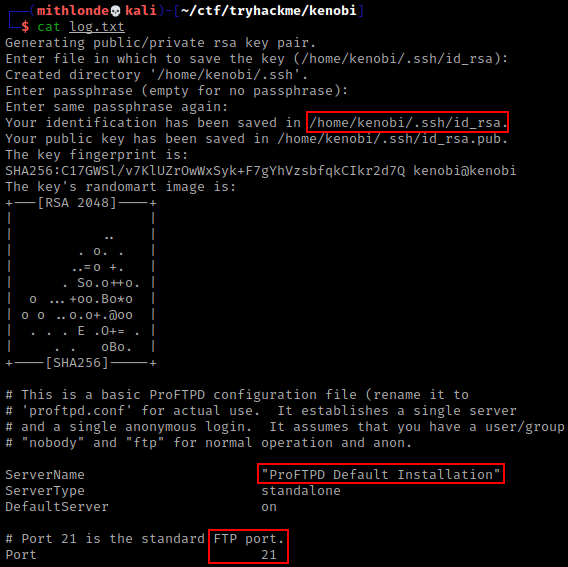 ┌──(mithlonde💀kali)-[~/ctf/tryhackme/kenobi]
└─$ cat log.txt
Generating public/private rsa key pair.
Enter file in which to save the key (/home/kenobi/.ssh/id_rsa):
Created directory '/home/kenobi/.ssh'.
Enter passphrase (empty for no passphrase):
Enter same passphrase again:
Your identification has been saved in /home/kenobi/.ssh/id_rsa.
Your public key has been saved in /home/kenobi/.ssh/id_rsa.pub.
The key fingerprint is:
SHA256:C17GWSl/v7KlUZrOwWxSyk+F7gYhVzsbfqkCIkr2d7Q kenobi@kenobi
The key's randomart image is:
+---[RSA 2048]----+
|                 |
|           ..    |
|        . o. .   |
|       ..=o +.   |
|      . So.o++o. |
|  o ...+oo.Bo*o  |
| o o ..o.o+.@oo  |
|  . . . E .O+= . |
|     . .   oBo.  |
+----[SHA256]-----+
# This is a basic ProFTPD configuration file (rename it to
# 'proftpd.conf' for actual use.  It establishes a single server
# and a single anonymous login.  It assumes that you have a user/group
# "nobody" and "ftp" for normal operation and anon.
ServerName                      "ProFTPD Default Installation"
ServerType                      standalone
DefaultServer                   on
# Port 21 is the standard FTP port.
Port                            21